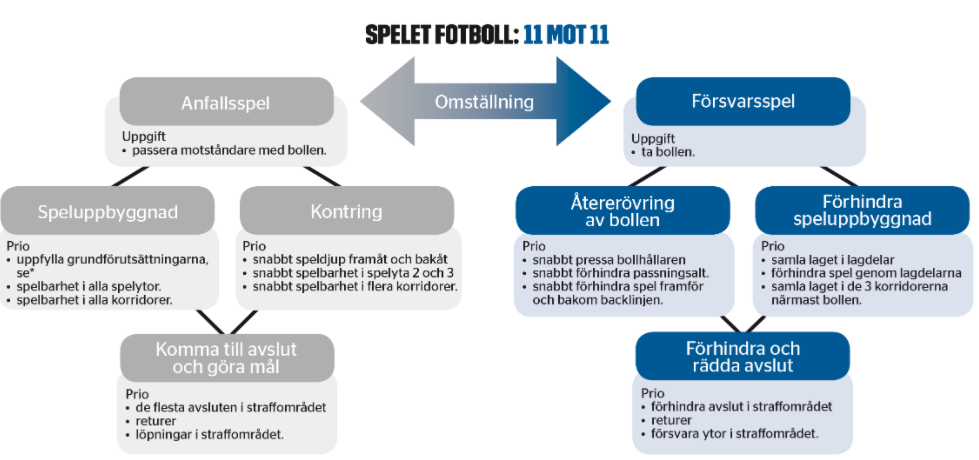 SPELET FOTBOLL: 11 MOT 11
Omställning
Anfallsspel
Uppgift
• passera motståndare med bollen.
Speluppbyggnad
Prio
• uppfylla grundförutsättningarna,
se*
• spelbarhet i alla spelytor.
• spelbarhet i alla korridorer.
Kontring
Prio
• snabbt speldjup framåt och bakåt
• snabbt spelbarhet i spelyta 2 och 3
• snabbt spelbarhet i flera korridorer.
Komma till avslut
och göra mål
Prio
• de flesta avsluten i straffområdet
• returer
• löpningar i straffområdet.
Försvarsspel
Uppgift
• ta bollen.
Återerövring
av bollen
Prio
• snabbt pressa bollhållaren
• snabbt förhindra passningsalt.
• snabbt förhindra spel framför
och bakom backlinjen.
Förhindra
speluppbyggnad
Prio
• samla laget i lagdelar
• förhindra spel genom lagdelarna
• samla laget i de 3 korridorerna
närmast bollen.
Förhindra och
rädda avslut
Prio
• förhindra avslut i straffområdet
• returer
• försvara ytor i straffområdet.